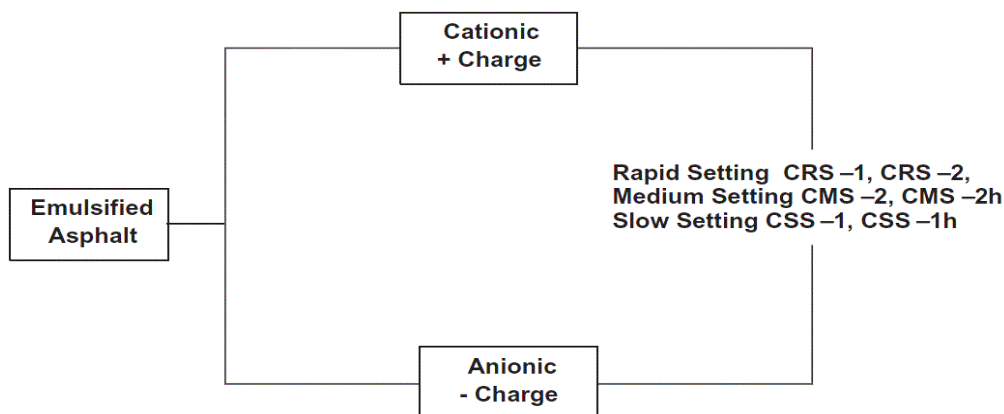 Cationic
+ Charge
Emulsified
Asphalt
Rapid Setting CRS –1, CRS –2,
Medium Setting CMS –2, CMS –2h
Slow Setting CSS –1, CSS –1h
Anionic
- Charge